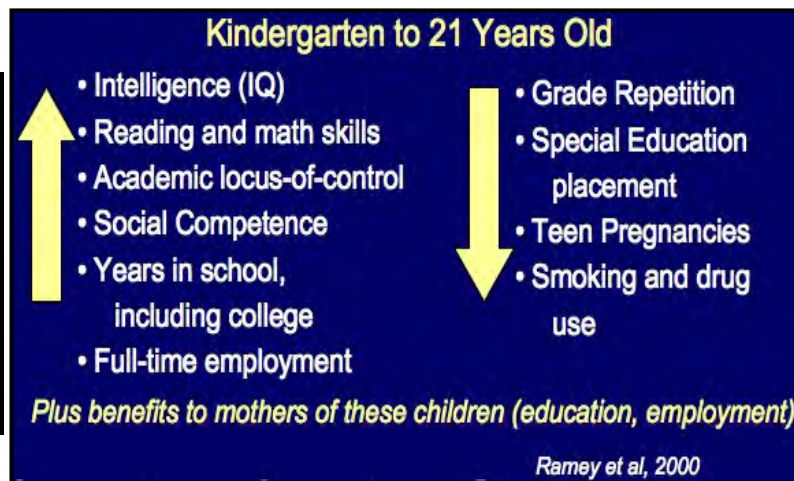 Kindergarten to 21 Years Old
• Intelligence (IQ)
• Reading and math skills
• Academic locus-of-control
• Social Competence
• Years in school,
including college
• Full-time employment
• Grade Repetition
• Special Education
placement
• Teen Pregnancies
• Smoking and drug
use
Plus benefits to mothers of these children (education, employment)
Ramey et al, 2000